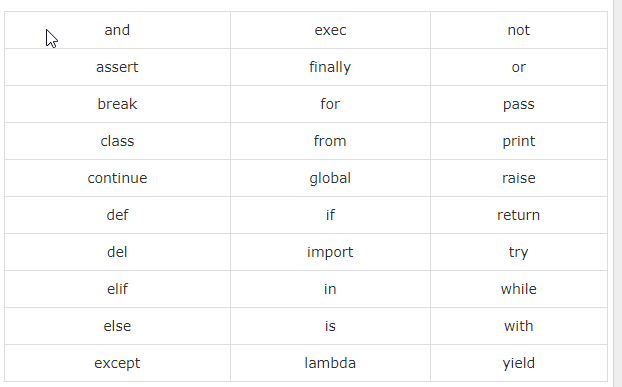 and exec not
assert finally or
break for pass
class from print
continue global raise
def if return
del import try
elif in while
else is with
except lambda yield